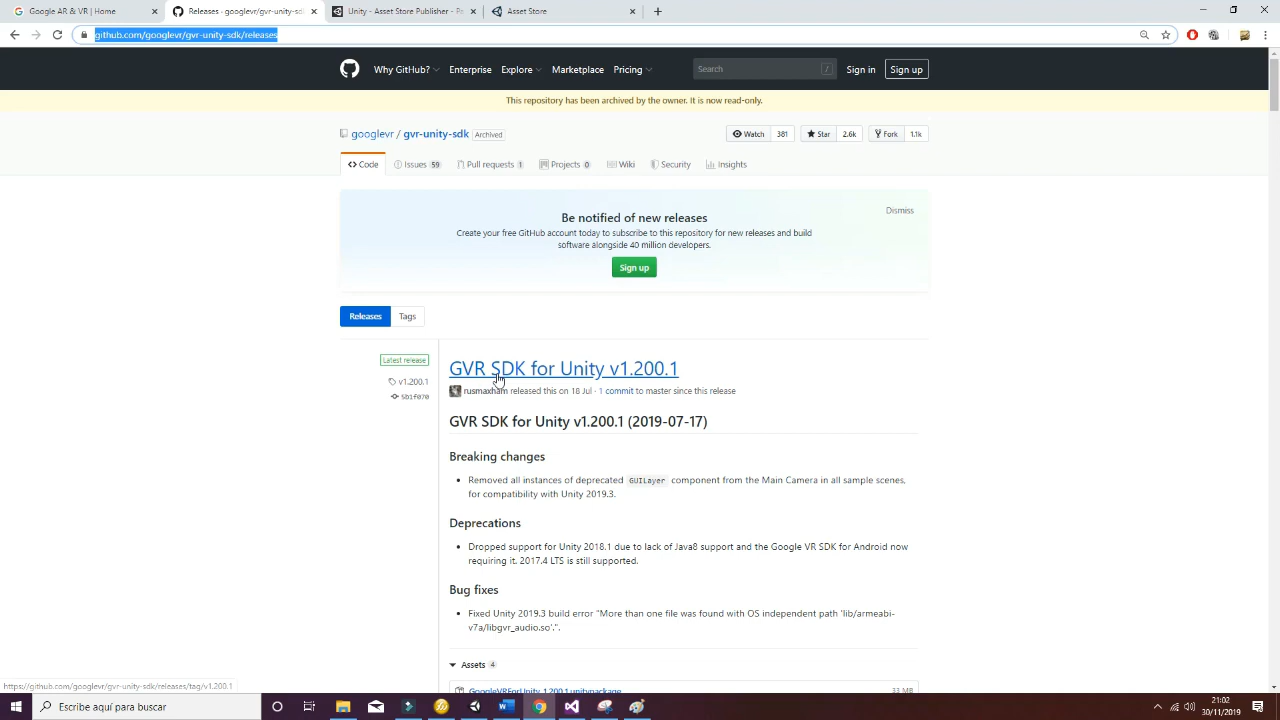 Google AR & VR | Home
Releases · googlevr/gvr-unity-sd
Unity - Asset Store Publisher - Pa
Asset Store
github.com/googlevr/gvr-unity-sdk/releases
Why GitHub? Enterprise Explore Marketplace Pricing Search / Sign in Sign up
This repository has been archived by the owner. It is now read-only.
googlevr / gvr-unity-sdk Archived Watch 381 Star 2.6k Fork 1.1k
Code Issues 59 Pull requests 1 Projects 0 Wiki Security Insights
Dismiss
Be notified of new releases
Create your free GitHub account today to subscribe to this repository for new releases and build
software alongside 40 million developers.
Sign up
Releases Tags
Latest release
v1.200.1
5b1f070
GVR SDK for Unity v1.200.1
rusmaxham released this on 18 Jul · 1 commit to master since this release
GVR SDK for Unity v1.200.1 (2019-07-17)
Breaking changes
• Removed all instances of deprecated GUILayer component from the Main Camera in all sample scenes,
for compatibility with Unity 2019.3.
Deprecations
• Dropped support for Unity 2018.1 due to lack of Java8 support and the Google VR SDK for Android now
requiring it. 2017.4 LTS is still supported.
Bug fixes
• Fixed Unity 2019.3 build error "More than one file was found with OS independent path 'lib/armeabi-
v7a/libgvr_audio.so'.".
Assets 4
GoogleVRForUnity_1.200.1.unitypackage 33 MB
https://github.com/googlevr/gvr-unity-sdk/releases/tag/v1.200.1
Escribe aquí para buscar
21:02
30/11/2019